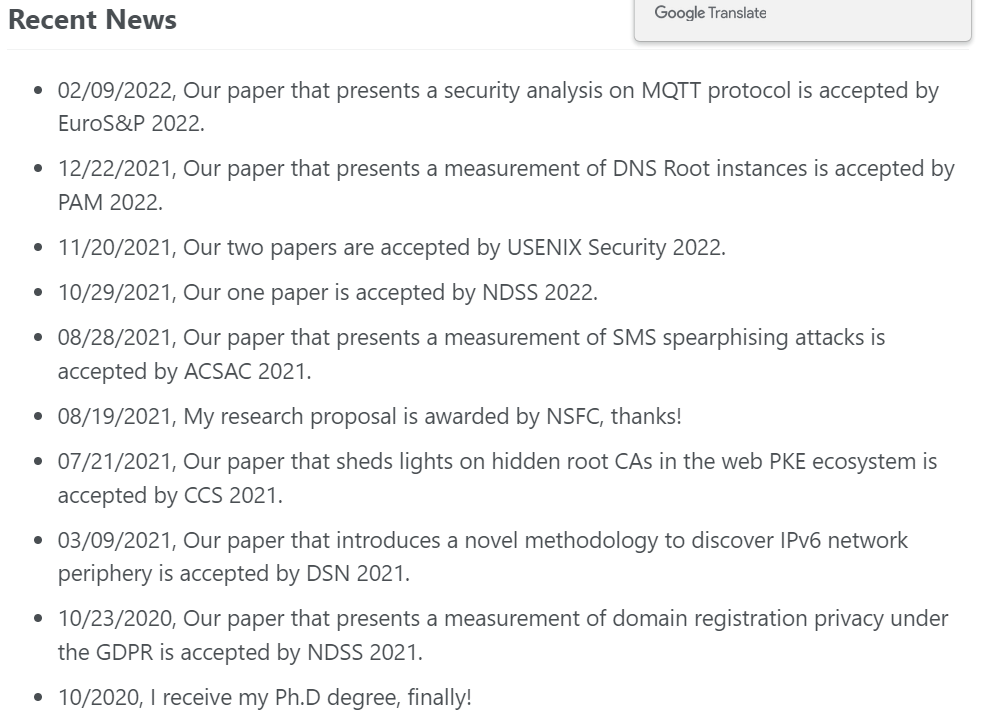 Recent News
Google Translate
• 02/09/2022, Our paper that presents a security analysis on MQTT protocol is accepted by
EuroS&P 2022.
• 12/22/2021, Our paper that presents a measurement of DNS Root instances is accepted by
PAM 2022.
• 11/20/2021, Our two papers are accepted by USENIX Security 2022.
• 10/29/2021, Our one paper is accepted by NDSS 2022.
• 08/28/2021, Our paper that presents a measurement of SMS spearphising attacks is
accepted by ACSAC 2021.
• 08/19/2021, My research proposal is awarded by NSFC, thanks!
• 07/21/2021, Our paper that sheds lights on hidden root CAs in the web PKE ecosystem is
accepted by CCS 2021.
• 03/09/2021, Our paper that introduces a novel methodology to discover IPv6 network
periphery is accepted by DSN 2021.
• 10/23/2020, Our paper that presents a measurement of domain registration privacy under
the GDPR is accepted by NDSS 2021.
• 10/2020, I receive my Ph.D degree, finally!